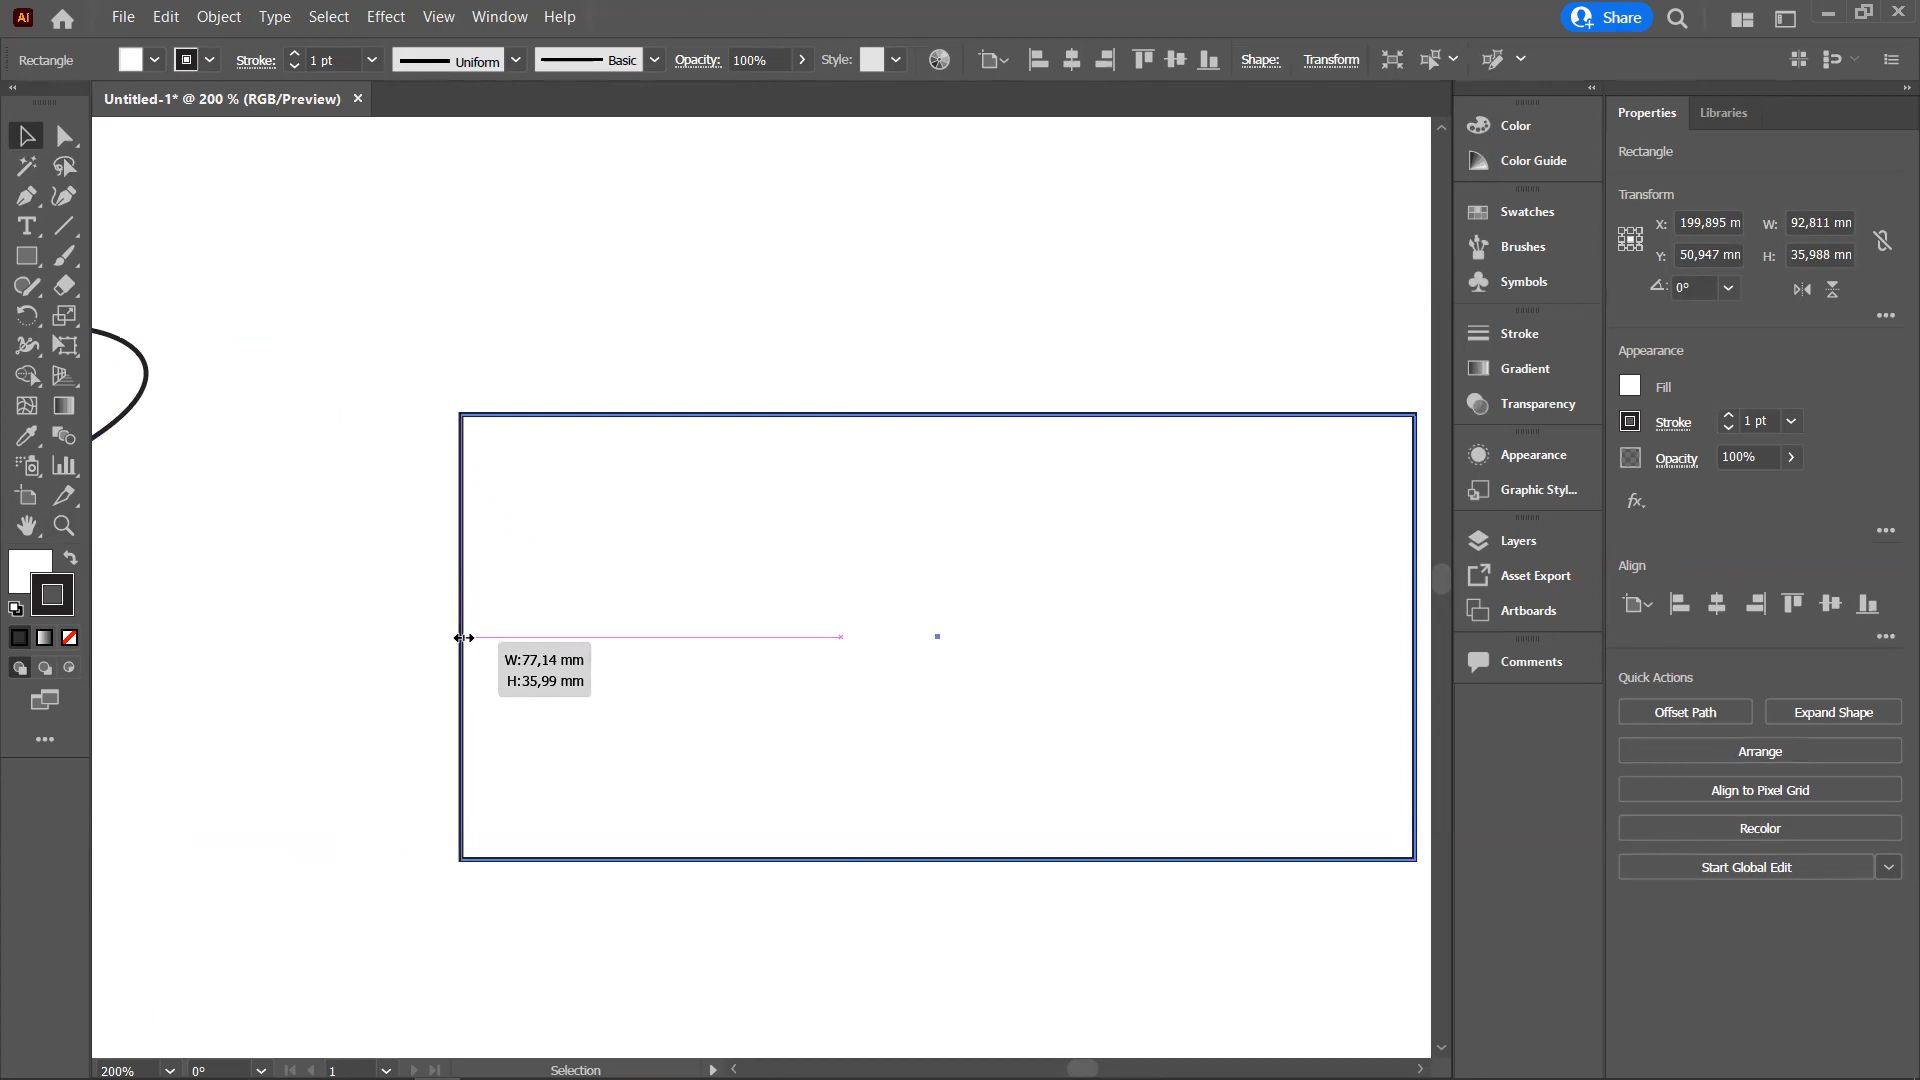 Ai File Edit Object Type Select Effect View Window Help Share
Rectangle Stroke: 1 pt Uniform Basic Opacity: 100% Style: Shape: Transform
Untitled-1* @ 200 % (RGB/Preview) ×
Properties Libraries
Rectangle
Transform
X: 199,895 m W: 92,811 mm
Y: 50,947 mm H: 35,988 mm
0°
Appearance
Fill
Stroke 1 pt
Opacity 100%
fx
Align
Quick Actions
Offset Path Expand Shape
Arrange
Align to Pixel Grid
Recolor
Start Global Edit
Color
Color Guide
Swatches
Brushes
Symbols
Stroke
Gradient
Transparency
Appearance
Graphic Styl...
Layers
Asset Export
Artboards
Comments
W:77,14 mm
H:35,99 mm
200% 0° 1 Selection